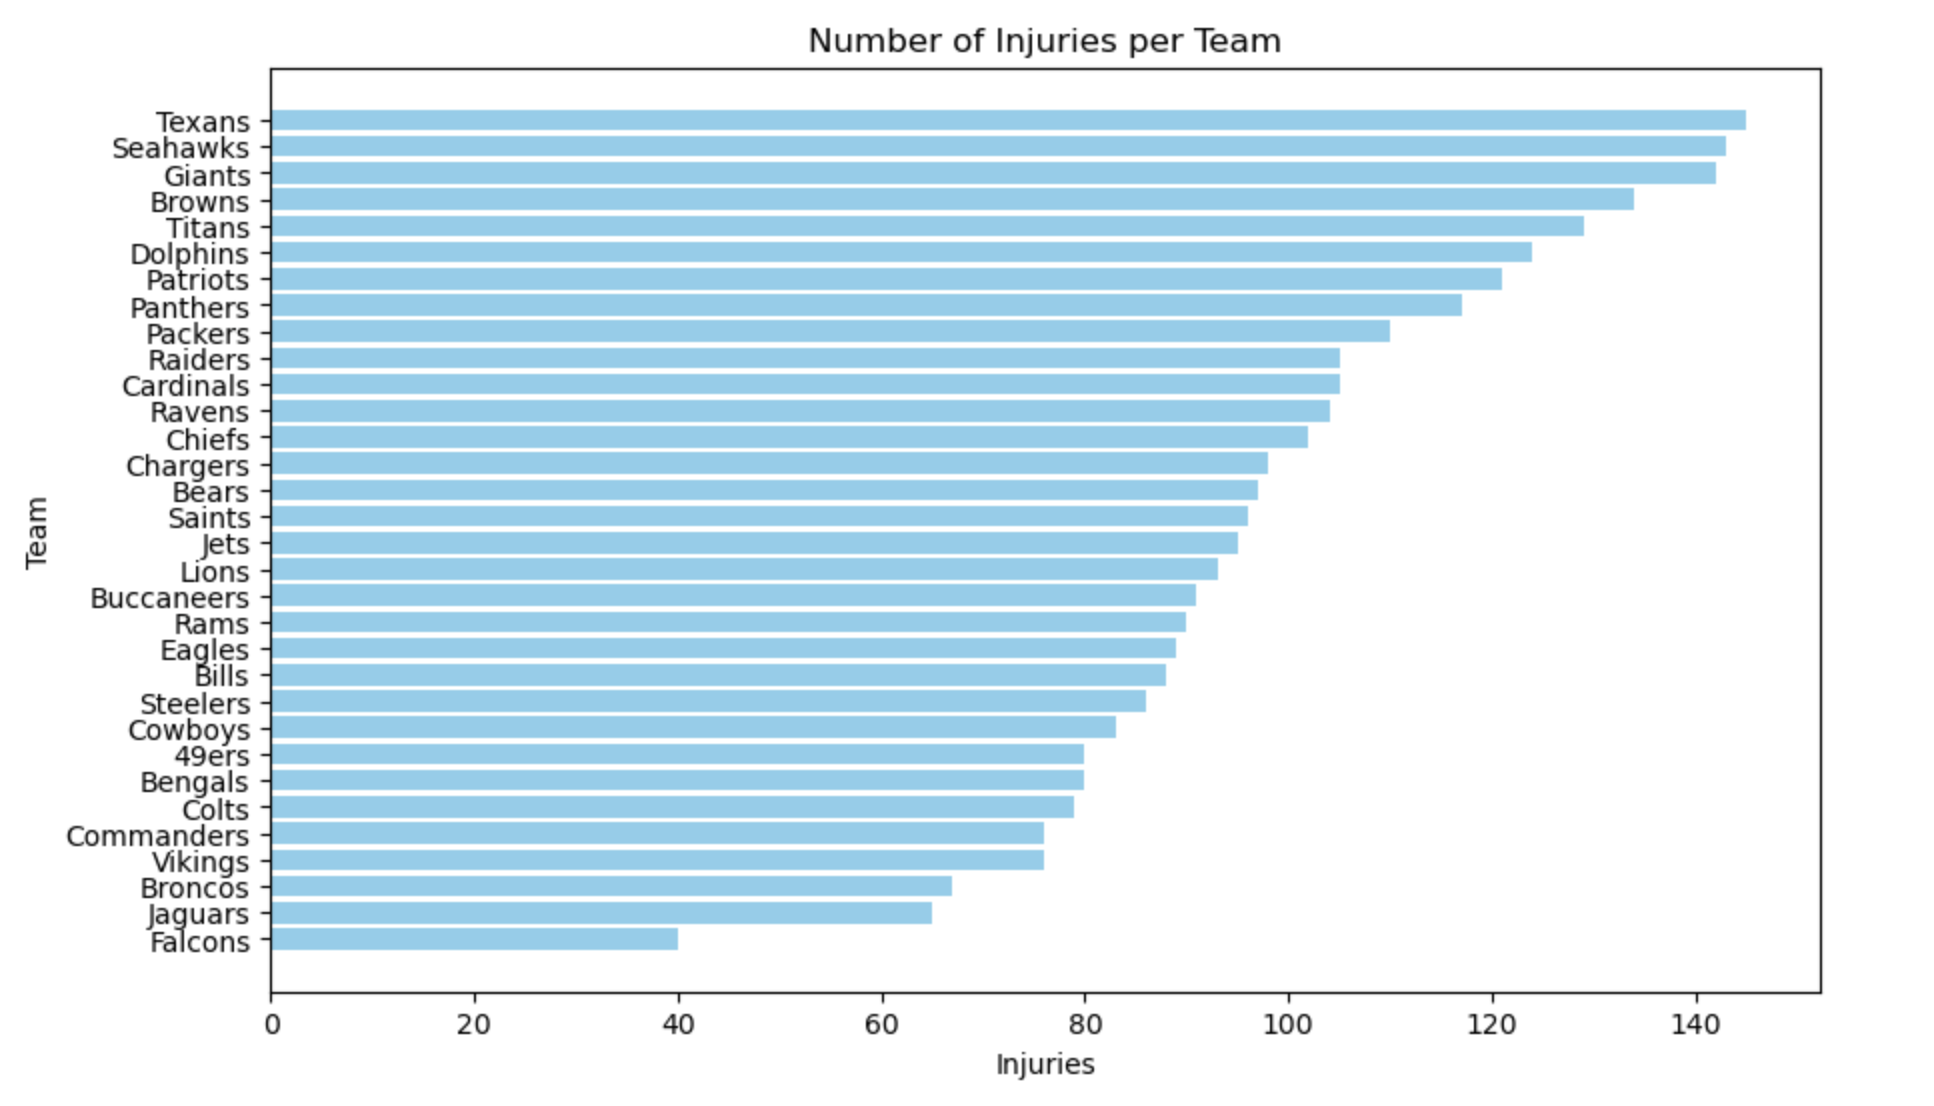 Number of Injuries per Team
Team
Texans
Seahawks
Giants
Browns
Titans
Dolphins
Patriots
Panthers
Packers
Raiders
Cardinals
Ravens
Chiefs
Chargers
Bears
Saints
Jets
Lions
Buccaneers
Rams
Eagles
Bills
Steelers
Cowboys
49ers
Bengals
Colts
Commanders
Vikings
Broncos
Jaguars
Falcons
0 20 40 60 80 100 120 140
Injuries